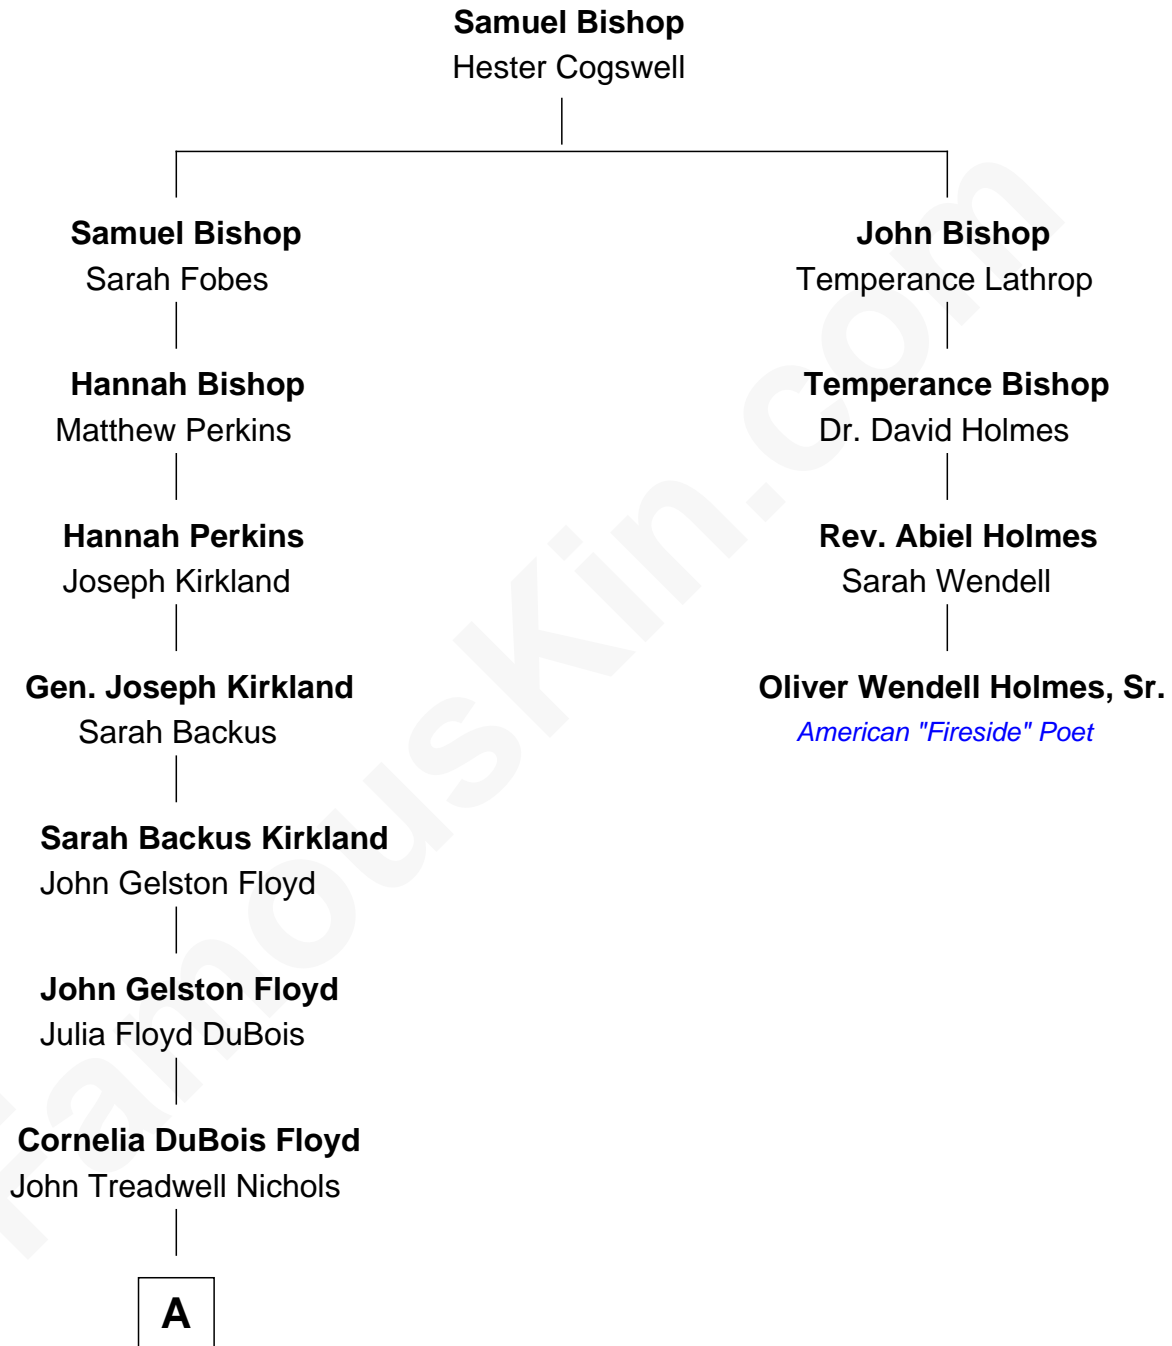 Samuel Bishop
Hester Cogswell
Samuel Bishop
Sarah Fobes
John Bishop
Temperance Lathrop
Hannah Bishop
Matthew Perkins
Temperance Bishop
Dr. David Holmes
Hannah Perkins
Joseph Kirkland
Rev. Abiel Holmes
Sarah Wendell
Gen. Joseph Kirkland
Sarah Backus
Oliver Wendell Holmes, Sr.
American "Fireside" Poet
Sarah Backus Kirkland
John Gelston Floyd
John Gelston Floyd
Julia Floyd DuBois
Cornelia DuBois Floyd
John Treadwell Nichols
A
FamousKin.com